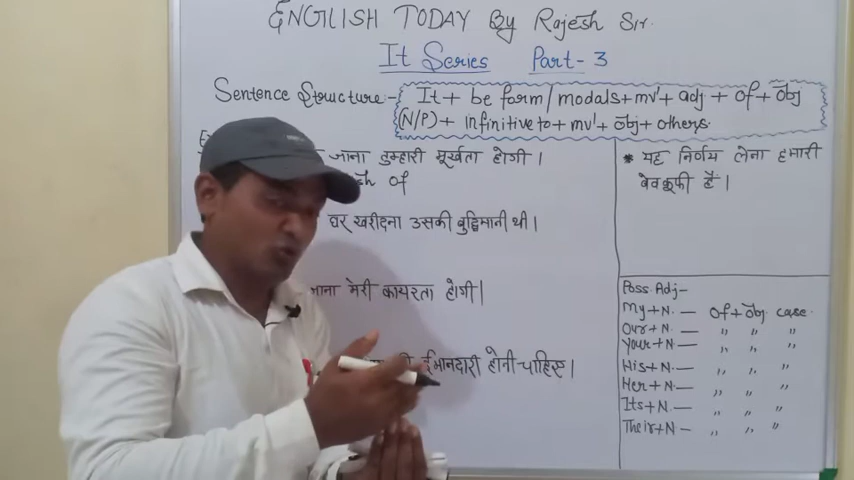 ENGLISH TODAY By Rajesh Sir.
It Series Part-3
Sentence Structure:- It + be form/modals+mv¹+ adj + of + obj
(N/P) + infinitive to + mv¹+ obj + others.
जाना तुम्हारी मूर्खता होगी।
of
घर खरीदना उसकी बुद्धिमानी थी।
मेरी कायरता होगी।
ईमानदारी होनी चाहिए।
* यह निर्णय लेना हमारी
बेवकूफी है।
Poss. Adj-
My+N. — Of + obj case.
Our+N. — " " "
Your+N — " " "
His+N — " " "
Her+N — " " "
Its+N — " " "
Their+N — " " "